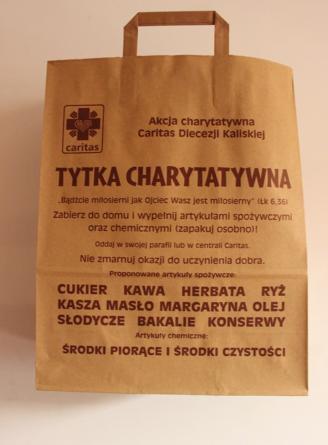 caritas
Akcja charytatywna
Caritas Diecezji Kaliskiej
TYTKA CHARYTATYWNA
„Bądźcie miłosierni jak Ojciec Wasz jest miłosierny” (Łk 6,36)
Zabierz do domu i wypełnij artykułami spożywczymi
oraz chemicznymi (zapakuj osobno)!
Oddaj w swojej parafii lub w centrali Caritas.
Nie zmarnuj okazji do uczynienia dobra.
Proponowane artykuły spożywcze:
CUKIER KAWA HERBATA RYŻ
KASZA MASŁO MARGARYNA OLEJ
SŁODYCZE BAKALIE KONSERWY
Artykuły chemiczne:
ŚRODKI PIORĄCE I ŚRODKI CZYSTOŚCI